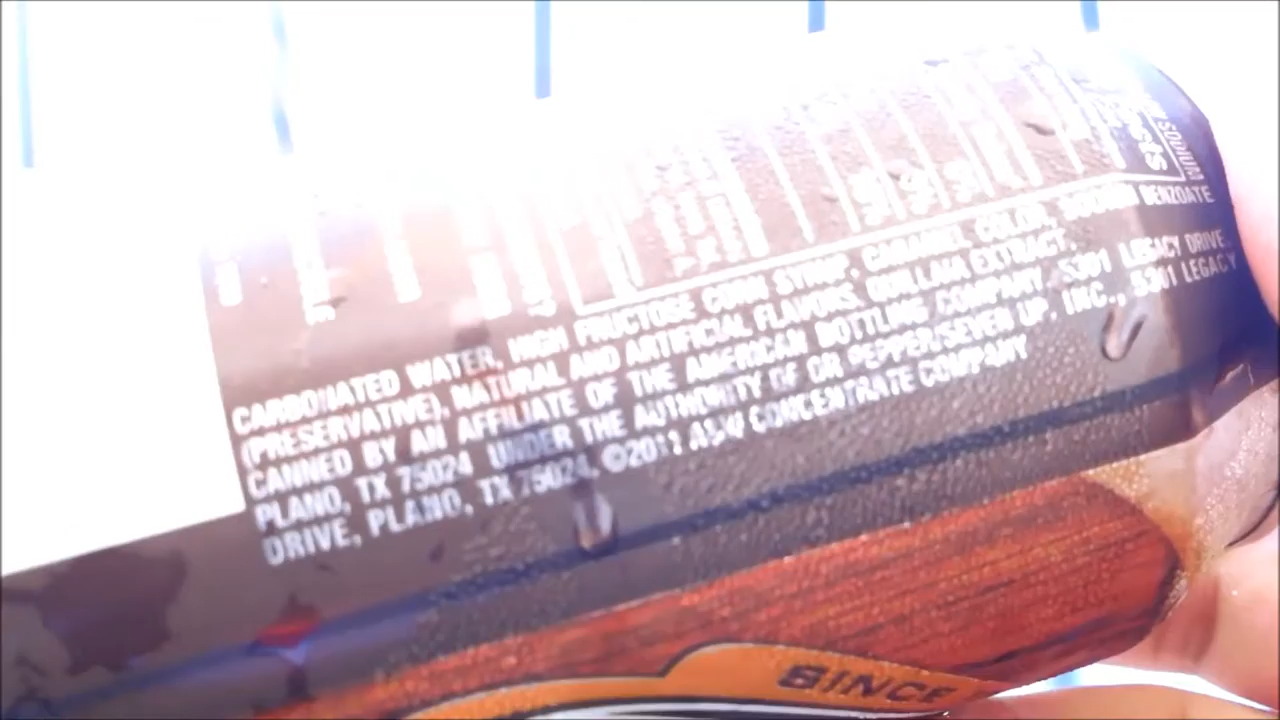 SODIUM
CARBONATED WATER, HIGH FRUCTOSE CORN SYRUP, CARAMEL COLOR, SODIUM BENZOATE
(PRESERVATIVE), NATURAL AND ARTIFICIAL FLAVORS, QUILLAIA EXTRACT.
CANNED BY AN AFFILIATE OF THE AMERICAN BOTTLING COMPANY, 5301 LEGACY DRIVE,
PLANO, TX 75024 UNDER THE AUTHORITY OF DR PEPPER/SEVEN UP, INC., 5301 LEGACY
DRIVE, PLANO, TX 75024. ©2011 A&W CONCENTRATE COMPANY
SINCE